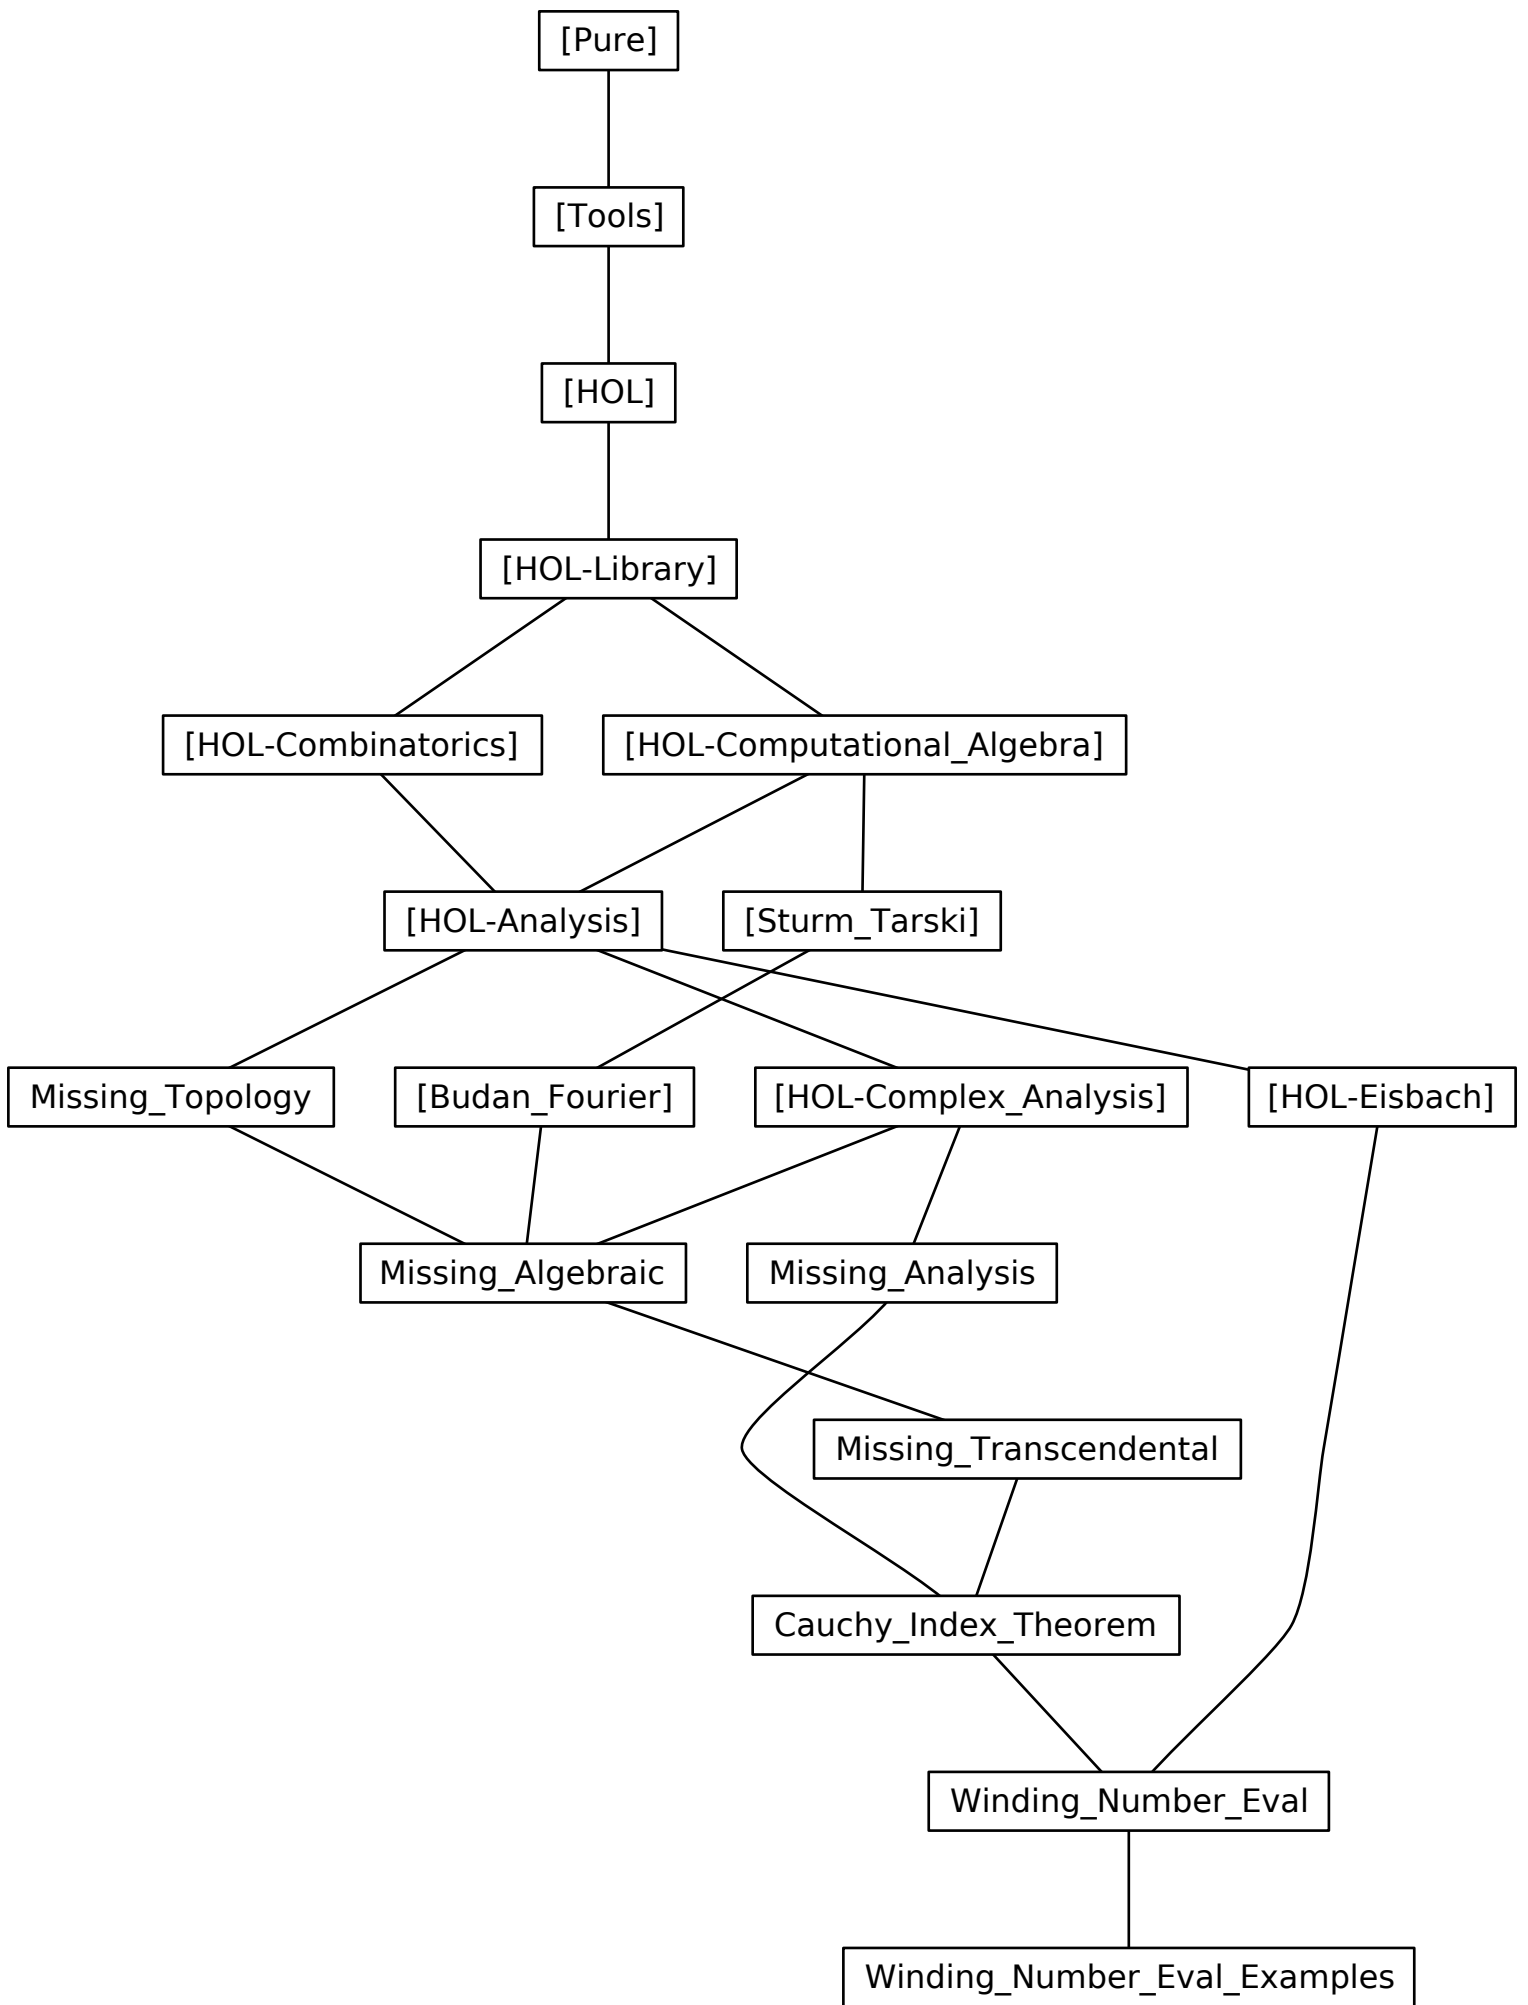 [Pure]
[Tools]
[HOL]
[HOL-Library]
[HOL-Combinatorics]
[HOL-Computational_Algebra]
[HOL-Analysis]
[Sturm_Tarski]
Missing_Topology
[Budan_Fourier]
[HOL-Complex_Analysis]
[HOL-Eisbach]
Missing_Algebraic
Missing_Analysis
Missing_Transcendental
Cauchy_Index_Theorem
Winding_Number_Eval
Winding_Number_Eval_Examples